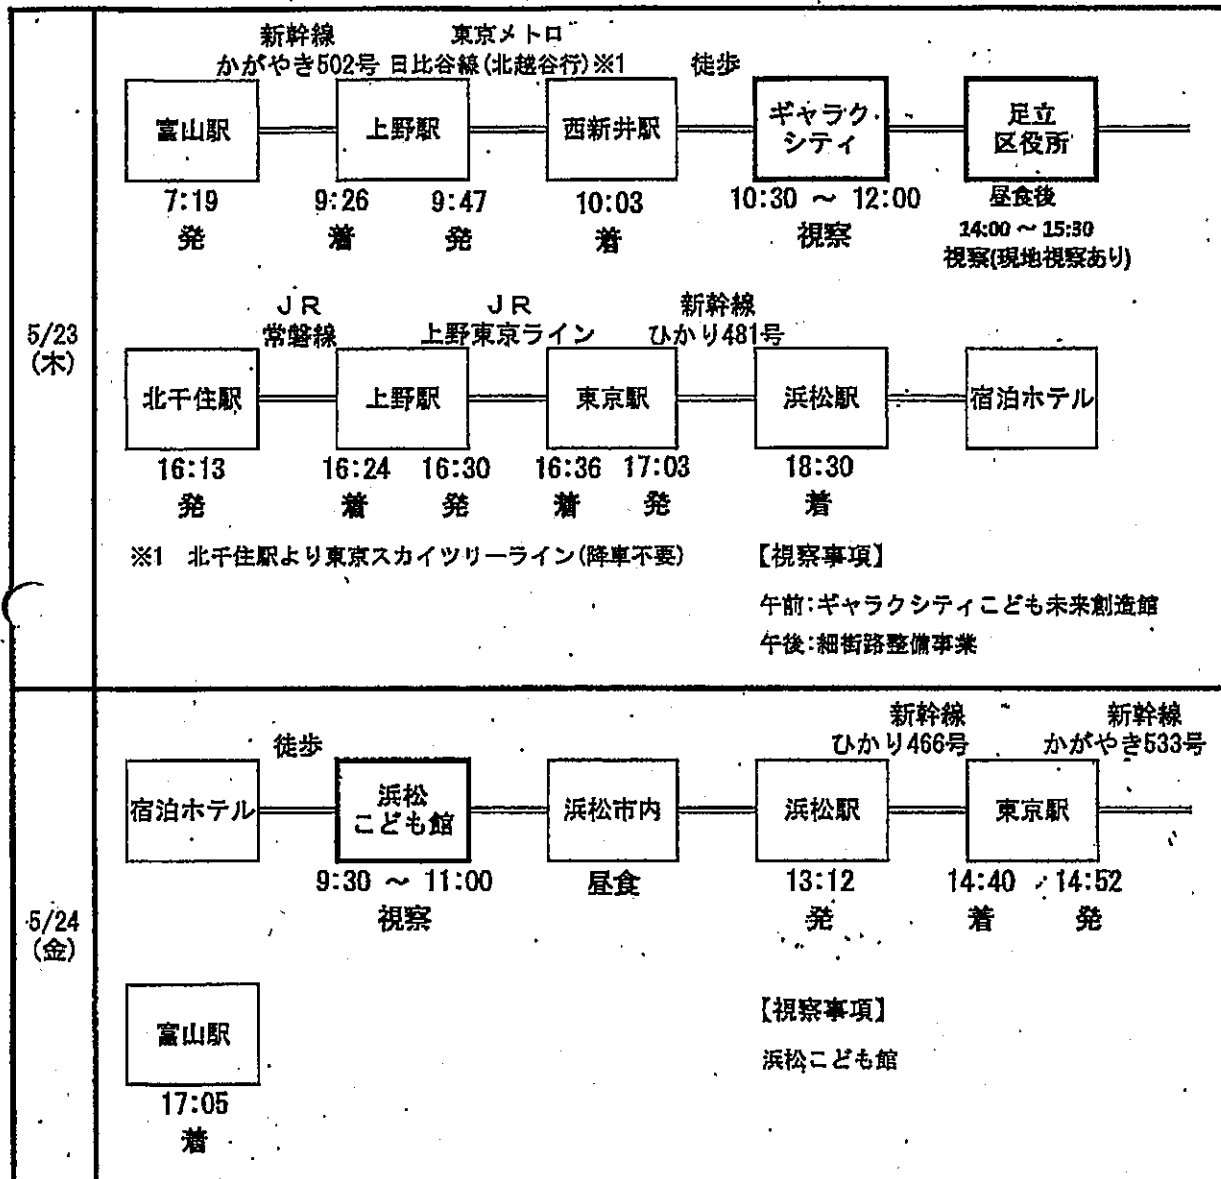 5/23
(木)
新幹線
かがやき502号
東京メトロ
日比谷線(北越谷行)※1
徒歩
富山駅
上野駅
西新井駅
ギャラク
シティ
足立
区役所
7:19
発
9:26
着
9:47
発
10:03
着
10:30 ～ 12:00
視察
昼食後
14:00 ～ 15:30
視察(現地視察あり)
JR
常磐線
JR
上野東京ライン
新幹線
ひかり481号
北千住駅
上野駅
東京駅
浜松駅
宿泊ホテル
16:13
発
16:24
着
16:30
発
16:36
着
17:03
発
18:30
着
※1 北千住駅より東京スカイツリーライン(降車不要)
【視察事項】
午前:ギャラクシティこども未来創造館
午後:細街路整備事業
5/24
(金)
徒歩
新幹線
ひかり466号
新幹線
かがやき533号
宿泊ホテル
浜松
こども館
浜松市内
浜松駅
東京駅
9:30 ～ 11:00
視察
昼食
13:12
発
14:40
着
14:52
発
富山駅
17:05
着
【視察事項】
浜松こども館